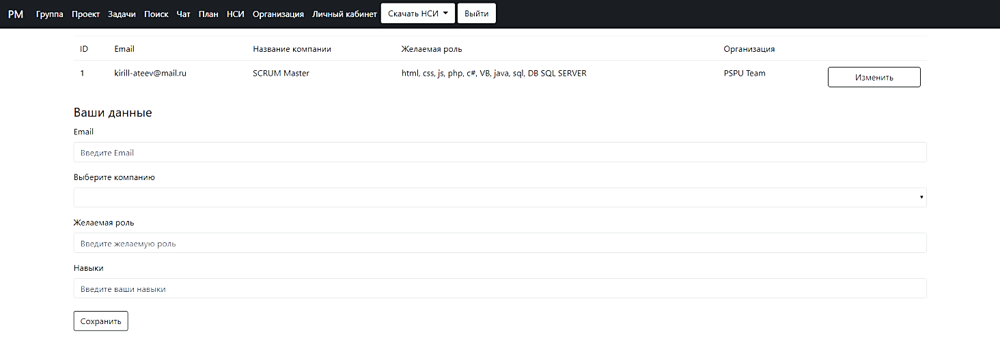 PM Группа Проект Задачи Поиск Чат План НСИ Организация Личный кабинет Скачать НСИ Выйти
ID Email Название компании Желаемая роль Организация
1 kirill-ateev@mail.ru SCRUM Master html, css, js, php, c#, VB, java, sql, DB SQL SERVER PSPU Team Изменить
Ваши данные
Email
Введите Email
Выберите компанию
Желаемая роль
Введите желаемую роль
Навыки
Введите ваши навыки
Сохранить